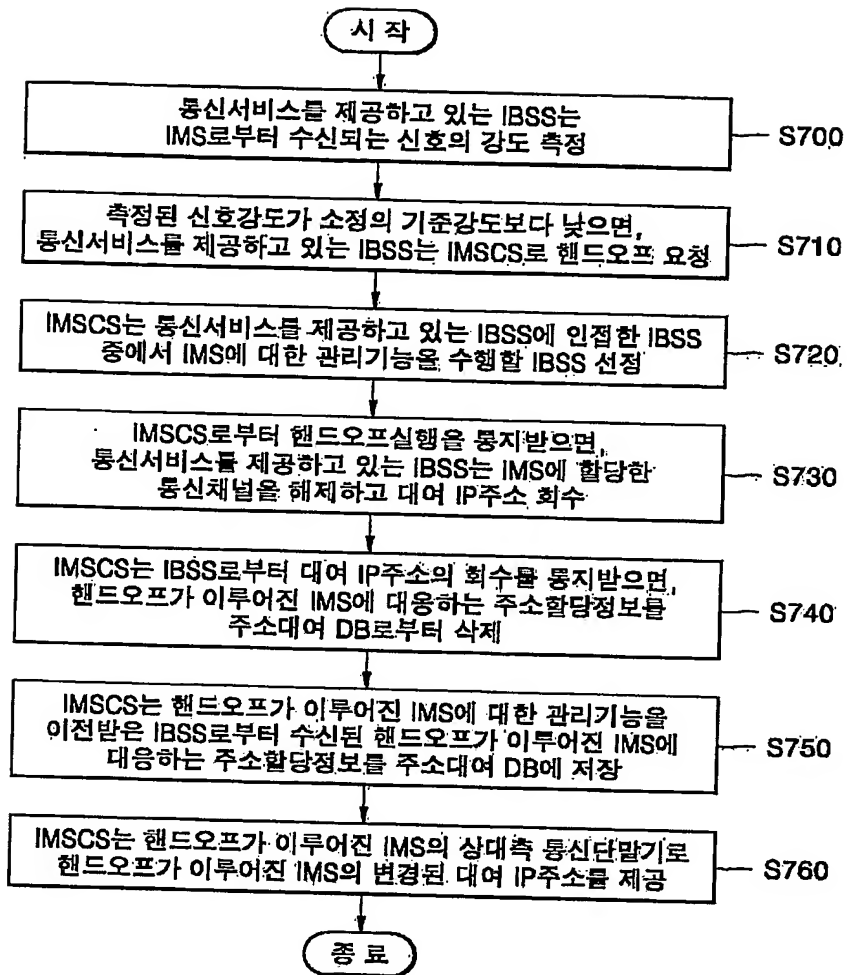 시 작
통신서비스를 제공하고 있는 IBSS는
IMS로부터 수신되는 신호의 강도 측정
S700
측정된 신호강도가 소정의 기준강도보다 낮으면,
통신서비스를 제공하고 있는 IBSS는 IMSCS로 핸드오프 요청
S710
IMSCS는 통신서비스를 제공하고 있는 IBSS에 인접한 IBSS
중에서 IMS에 대한 관리기능을 수행할 IBSS 선정
S720
IMSCS로부터 핸드오프실행을 통지받으면,
통신서비스를 제공하고 있는 IBSS는 IMS에 할당한
통신채널을 해제하고 대여 IP주소 회수
S730
IMSCS는 IBSS로부터 대여 IP주소의 회수를 통지받으면,
핸드오프가 이루어진 IMS에 대응하는 주소할당정보를
주소대여 DB로부터 삭제
S740
IMSCS는 핸드오프가 이루어진 IMS에 대한 관리기능을
이전받은 IBSS로부터 수신된 핸드오프가 이루어진 IMS에
대응하는 주소할당정보를 주소대여 DB에 저장
S750
IMSCS는 핸드오프가 이루어진 IMS의 상대측 통신단말기로
핸드오프가 이루어진 IMS의 변경된 대여 IP주소를 제공
S760
종 료